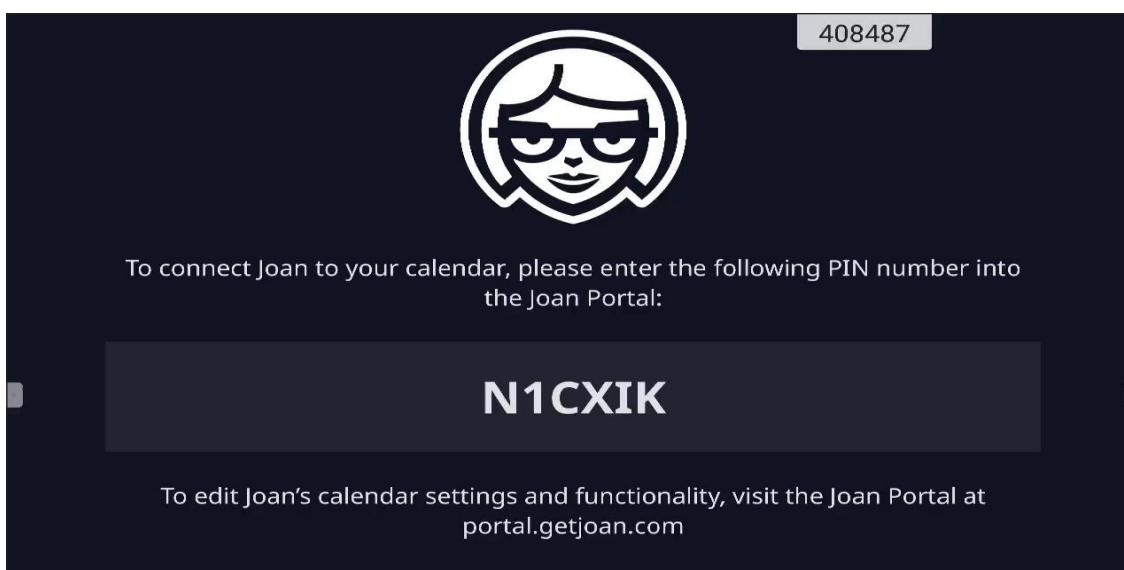 408487
To connect Joan to your calendar, please enter the following PIN number into
the Joan Portal:
N1CXIK
To edit Joan’s calendar settings and functionality, visit the Joan Portal at
portal.getjoan.com